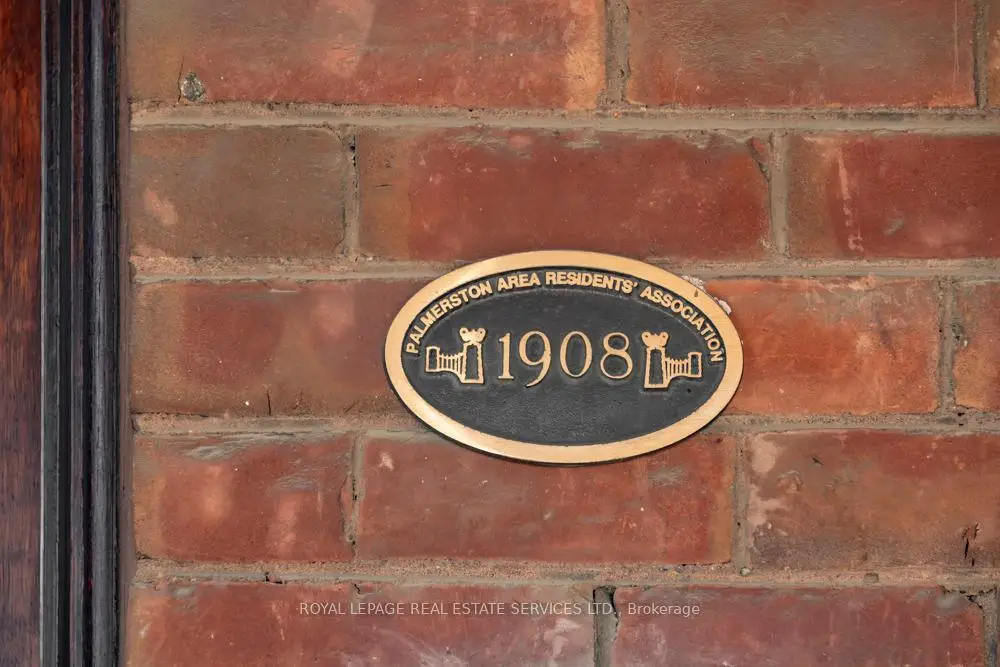 PALMERSTON AREA RESIDENTS' ASSOCIATION
1908
ROYAL LEPAGE REAL ESTATE SERVICES LTD., Brokerage